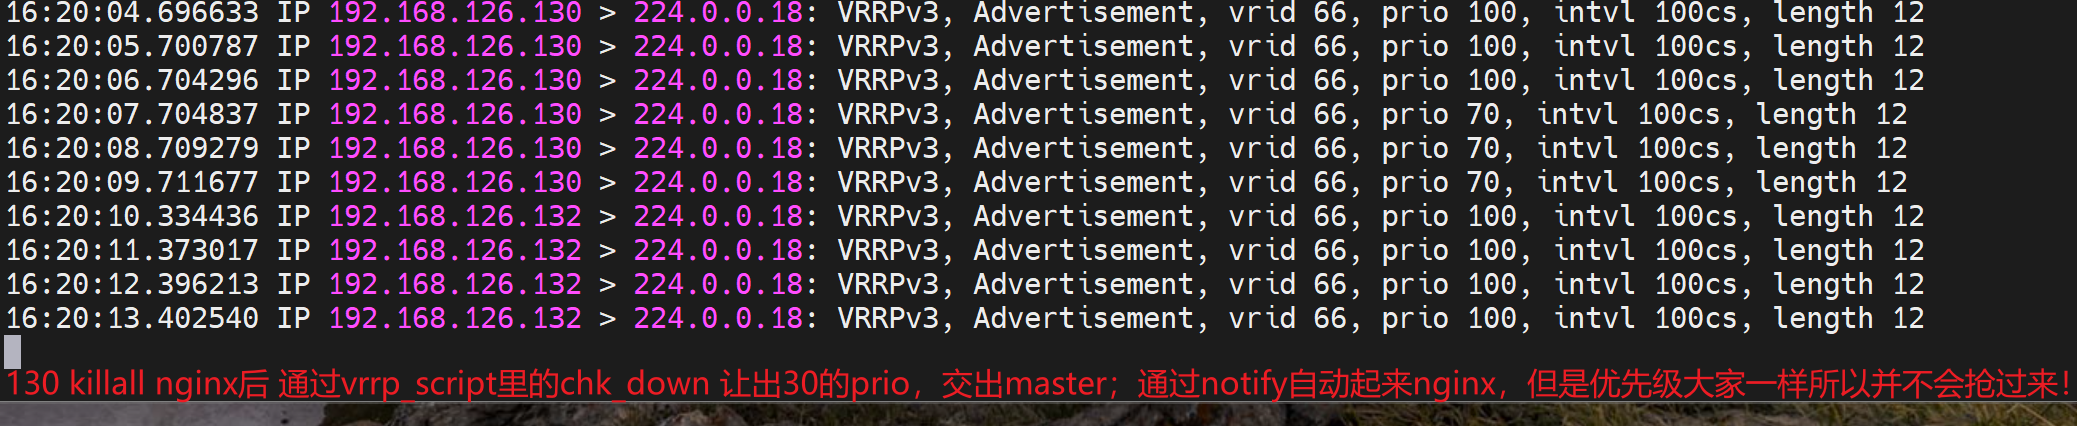 16:20:04.696633 IP 192.168.126.130 > 224.0.0.18: VRRPv3, Advertisement, vrid 66, prio 100, intvl 100cs, length 12
16:20:05.700787 IP 192.168.126.130 > 224.0.0.18: VRRPv3, Advertisement, vrid 66, prio 100, intvl 100cs, length 12
16:20:06.704296 IP 192.168.126.130 > 224.0.0.18: VRRPv3, Advertisement, vrid 66, prio 100, intvl 100cs, length 12
16:20:07.704837 IP 192.168.126.130 > 224.0.0.18: VRRPv3, Advertisement, vrid 66, prio 70, intvl 100cs, length 12
16:20:08.709279 IP 192.168.126.130 > 224.0.0.18: VRRPv3, Advertisement, vrid 66, prio 70, intvl 100cs, length 12
16:20:09.711677 IP 192.168.126.130 > 224.0.0.18: VRRPv3, Advertisement, vrid 66, prio 70, intvl 100cs, length 12
16:20:10.334436 IP 192.168.126.132 > 224.0.0.18: VRRPv3, Advertisement, vrid 66, prio 100, intvl 100cs, length 12
16:20:11.373017 IP 192.168.126.132 > 224.0.0.18: VRRPv3, Advertisement, vrid 66, prio 100, intvl 100cs, length 12
16:20:12.396213 IP 192.168.126.132 > 224.0.0.18: VRRPv3, Advertisement, vrid 66, prio 100, intvl 100cs, length 12
16:20:13.402540 IP 192.168.126.132 > 224.0.0.18: VRRPv3, Advertisement, vrid 66, prio 100, intvl 100cs, length 12
130 killall nginx后 通过vrrp_script里的chk_down 让出30的prio，交出master；通过notify自动起来nginx，但是优先级大家一样所以并不会抢过来！